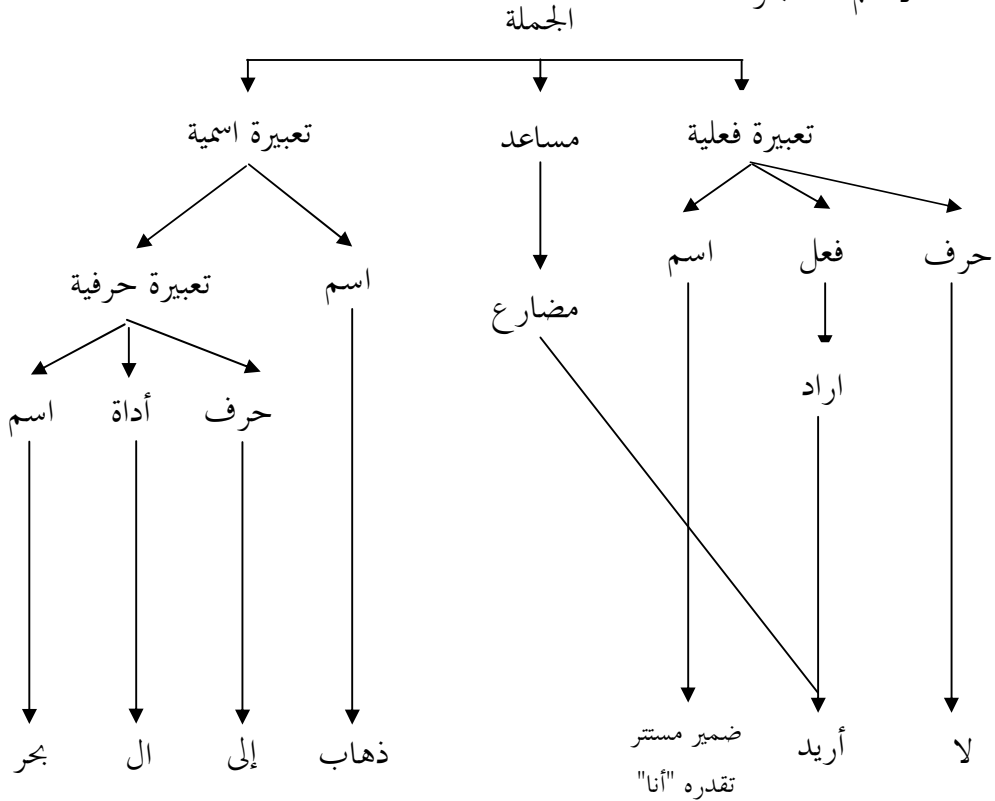 الجملة
تعبيرة فعلية مساعد تعبيرة اسمية
حرف فعل اسم
اسم تعبيرة حرفية
مضارع
اراد
حرف أداة اسم
لا أريد ضمير مستتر
تقدره "أنا"
ذهاب إلى ال بحر